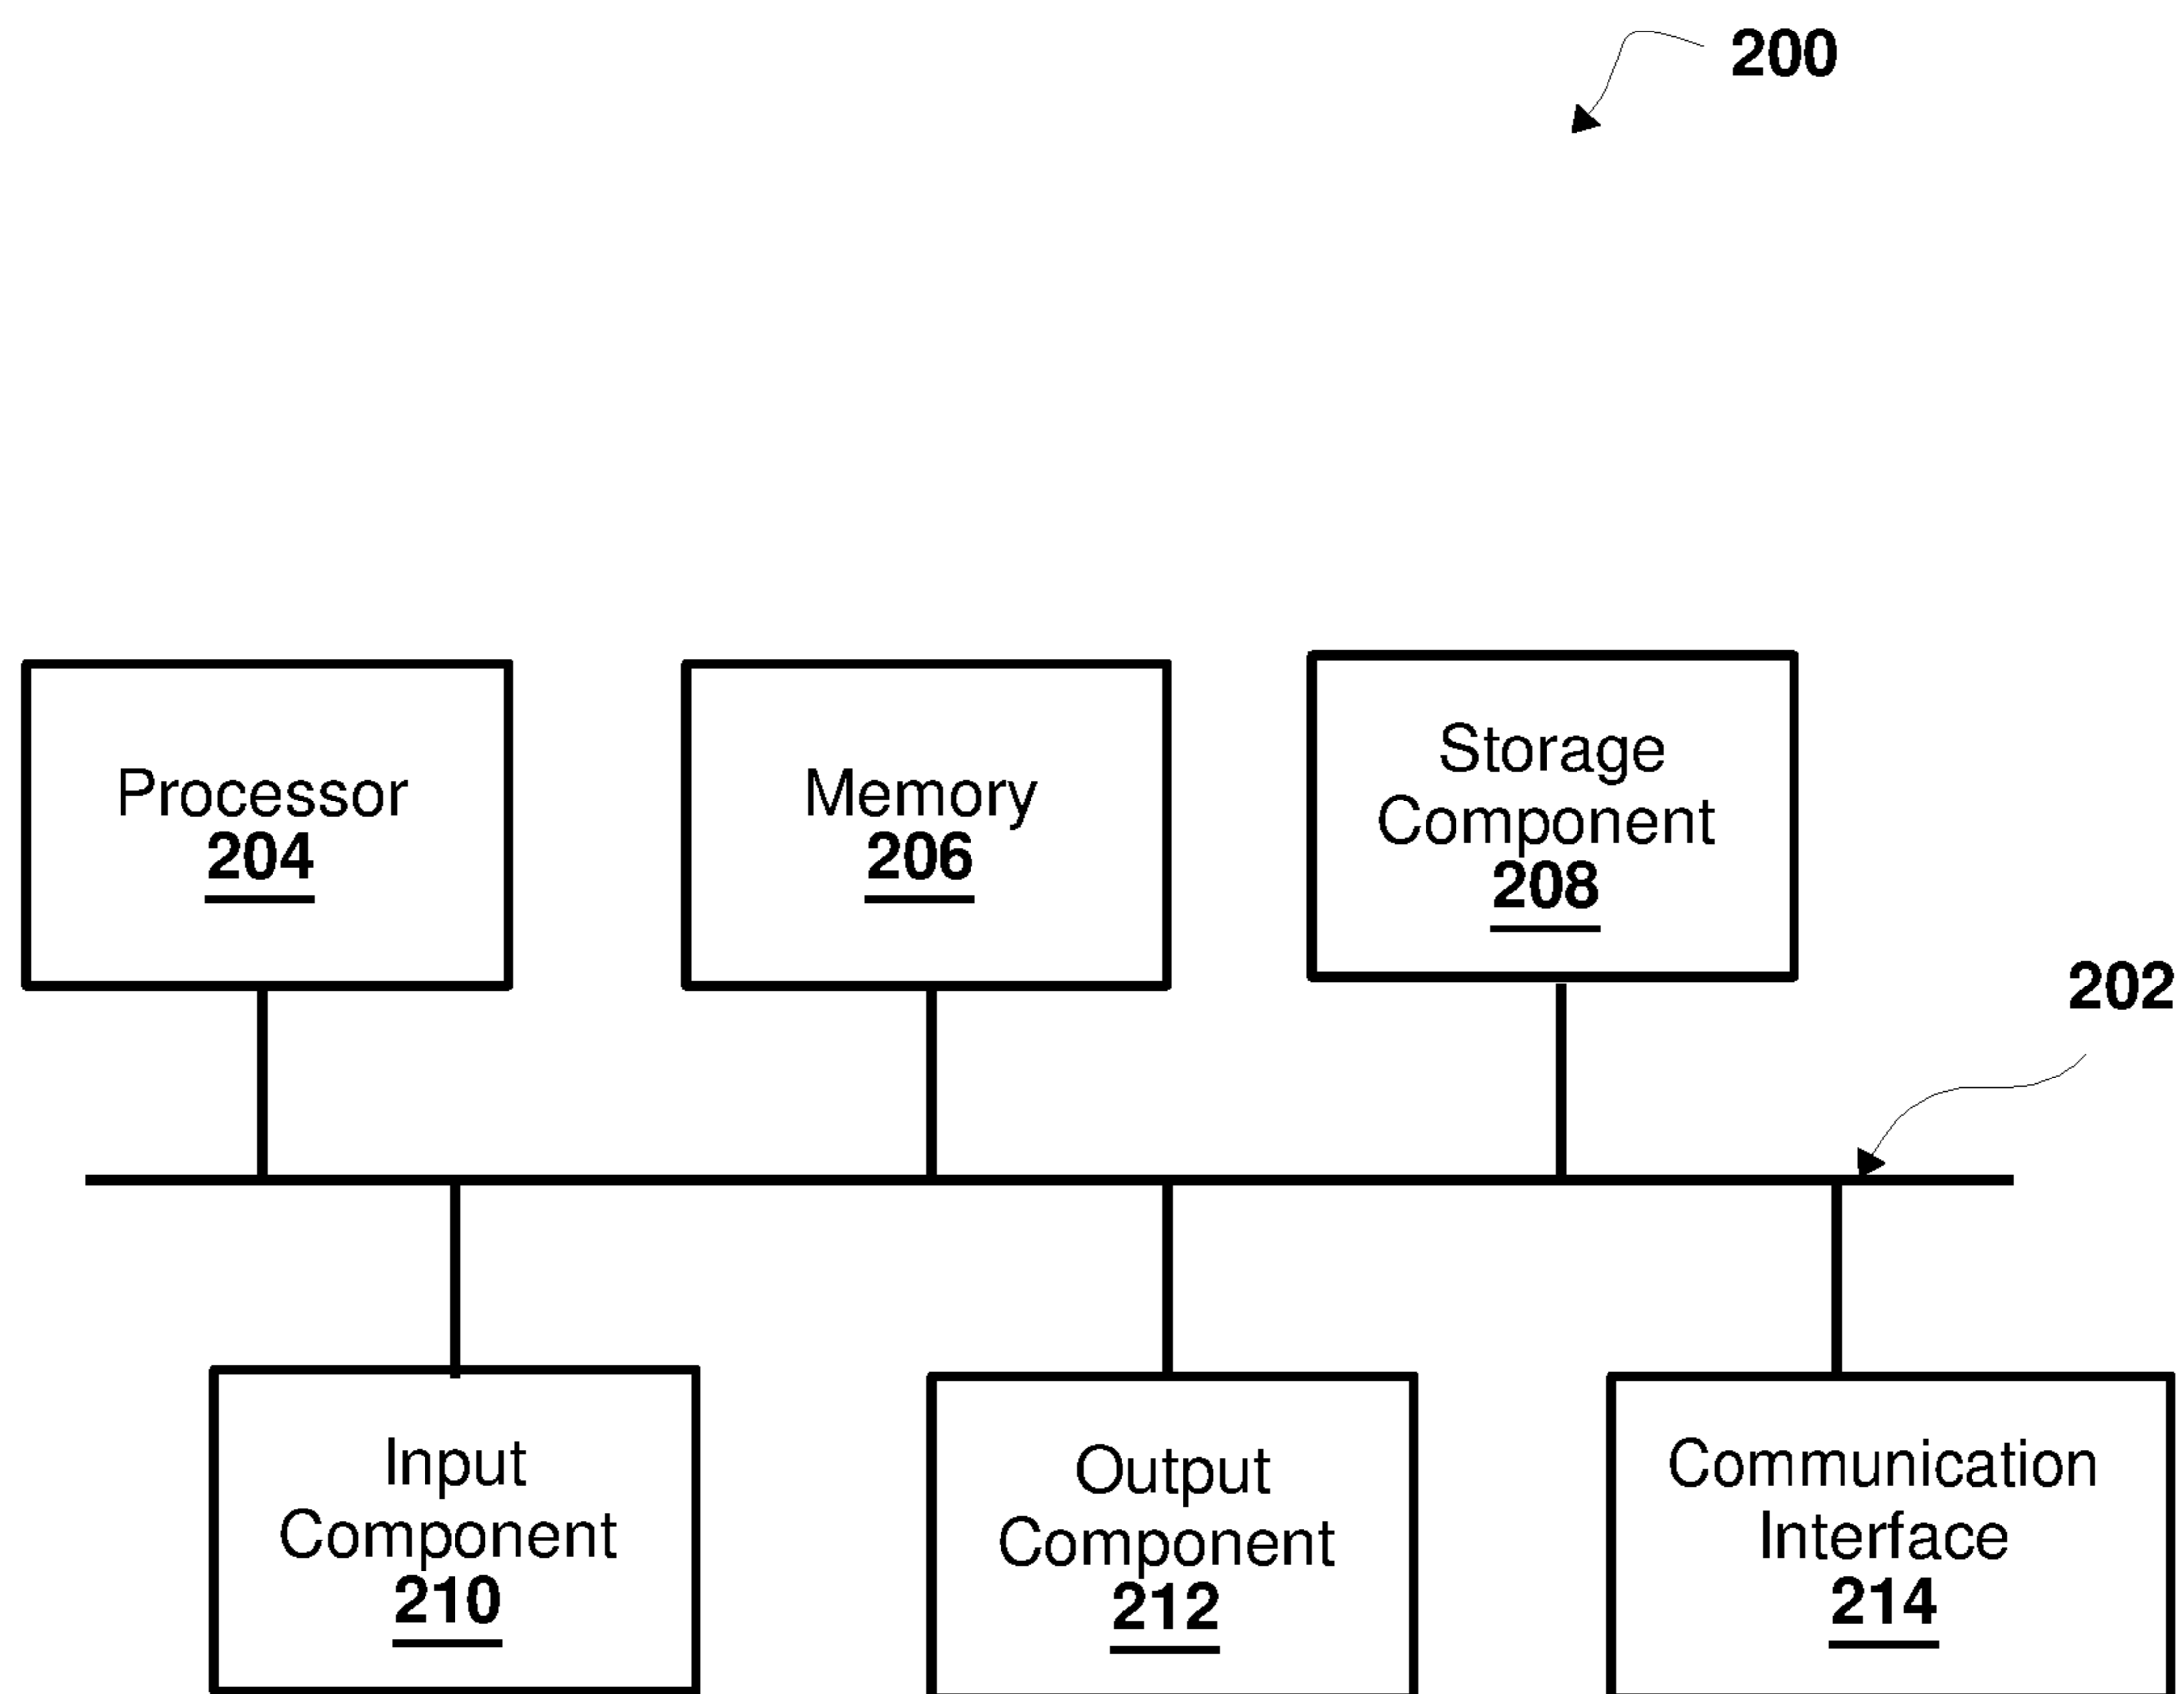 200
Processor
204
Memory
206
Storage
Component
208
202
Input
Component
210
Output
Component
212
Communication
Interface
214